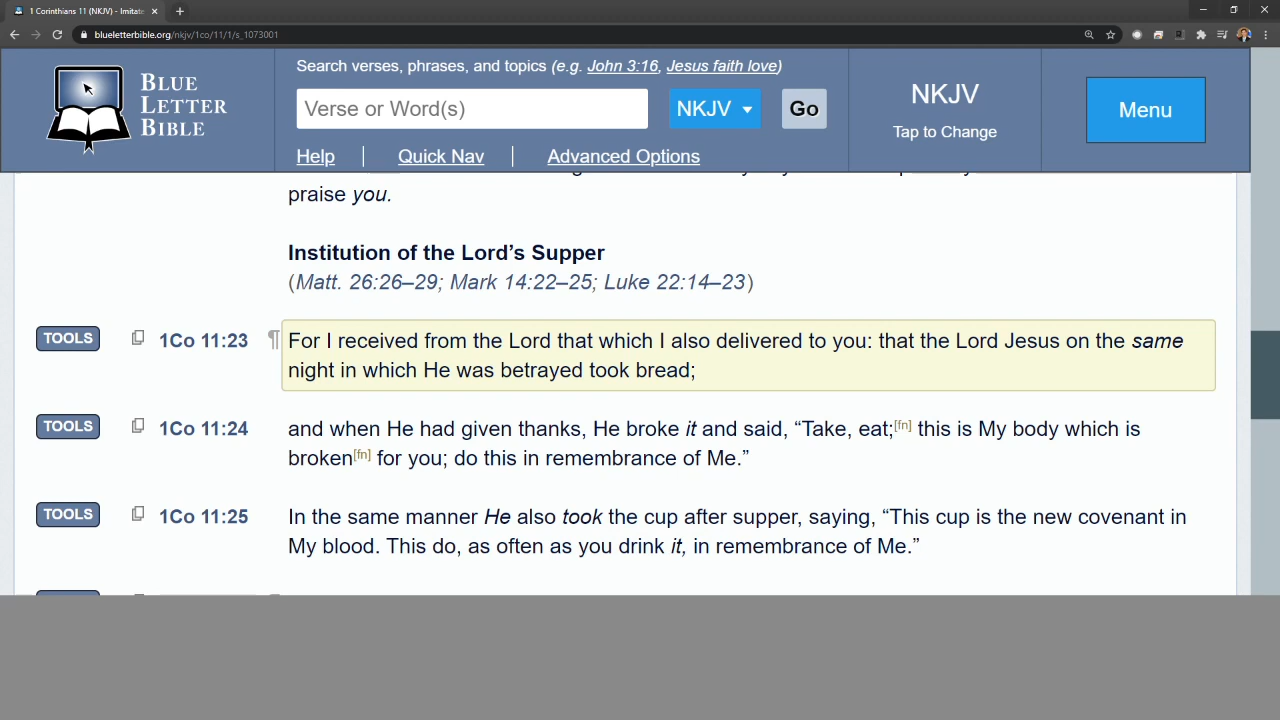 1 Corinthians 11 (NKJV) - Imitate
blueletterbible.org/nkjv/1co/11/1/s_1073001
BLUE
LETTER
BIBLE
Search verses, phrases, and topics (e.g. John 3:16, Jesus faith love)
Verse or Word(s)
NKJV
Go
Help
Quick Nav
Advanced Options
NKJV
Tap to Change
Menu
praise you.
Institution of the Lord’s Supper
(Matt. 26:26–29; Mark 14:22–25; Luke 22:14–23)
TOOLS 1Co 11:23 ¶ For I received from the Lord that which I also delivered to you: that the Lord Jesus on the same
night in which He was betrayed took bread;
TOOLS 1Co 11:24 and when He had given thanks, He broke it and said, “Take, eat;[fn] this is My body which is
broken[fn] for you; do this in remembrance of Me.”
TOOLS 1Co 11:25 In the same manner He also took the cup after supper, saying, “This cup is the new covenant in
My blood. This do, as often as you drink it, in remembrance of Me.”